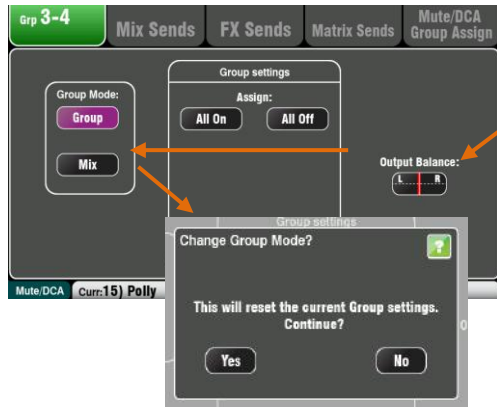 Grp 3-4
Mix Sends
FX Sends
Matrix Sends
Mute/DCA
Group Assign
Group Mode:
Group
Mix
Group settings
Assign:
All On
All Off
Output Balance:
L R
Mute/DCA
Curr:15) Polly
Group settings
Change Group Mode?
?
This will reset the current Group settings.
Continue?
Yes
No
0